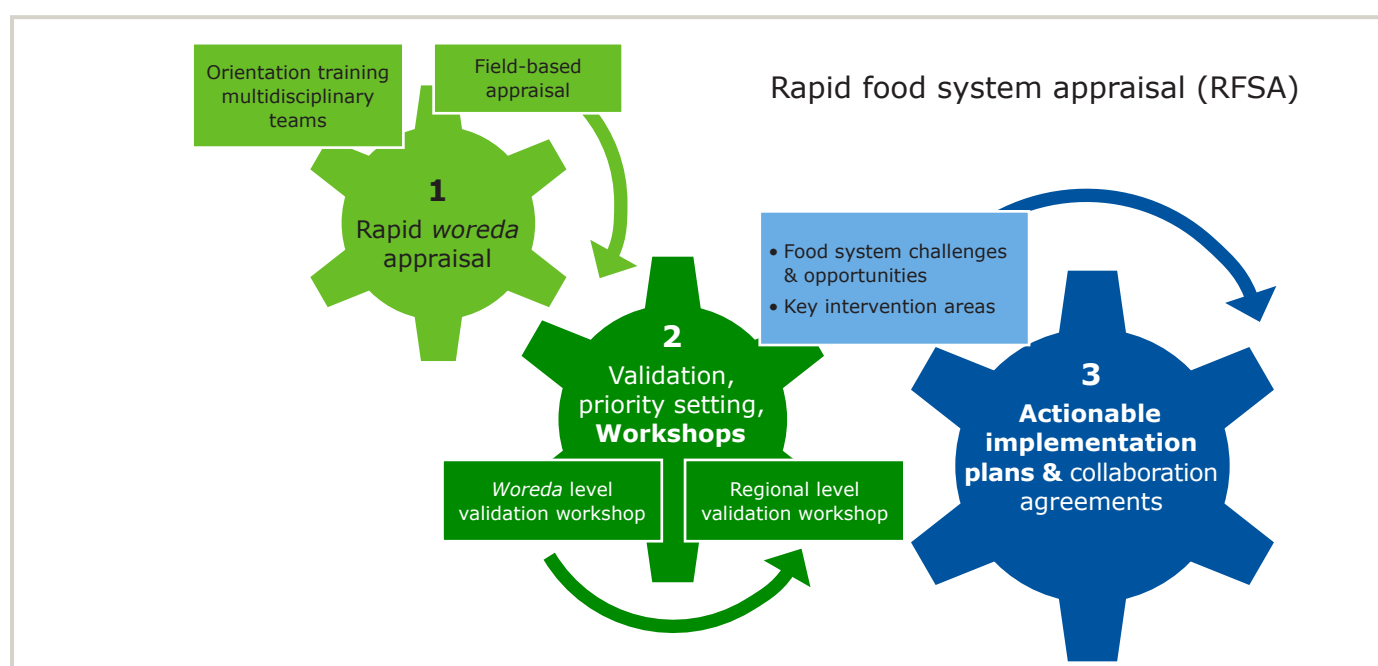 Rapid food system appraisal (RFSA)
Orientation training
multidisciplinary
teams
Field-based
appraisal
1
Rapid woreda
appraisal
2
Validation,
priority setting,
Workshops
Woreda level
validation workshop
Regional level
validation workshop
• Food system challenges
& opportunities
• Key intervention areas
3
Actionable
implementation
plans & collaboration
agreements